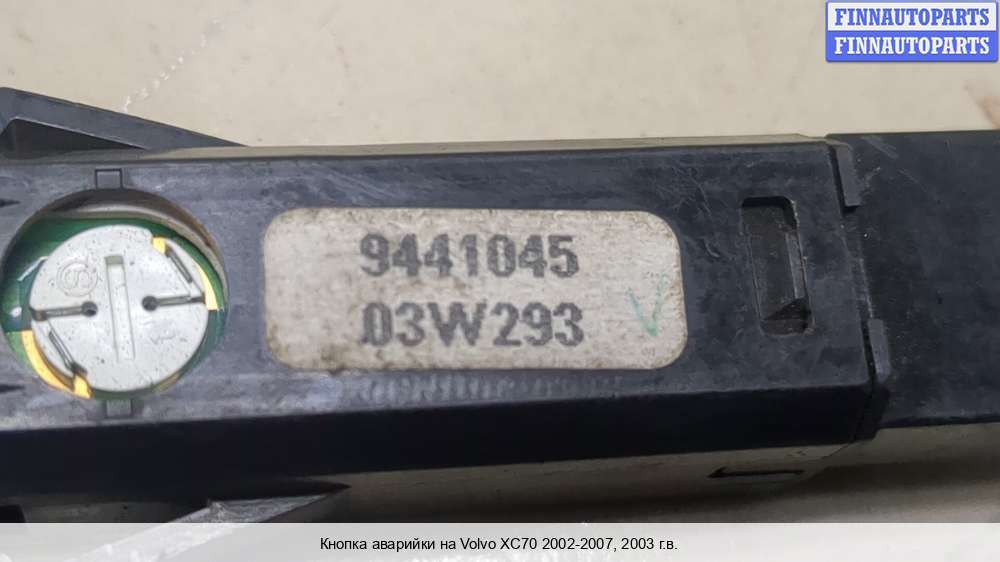 FINNAUTOPARTS
FINNAUTOPARTS
9441045
03W293
V
Кнопка аварийки на Volvo XC70 2002-2007, 2003 г.в.